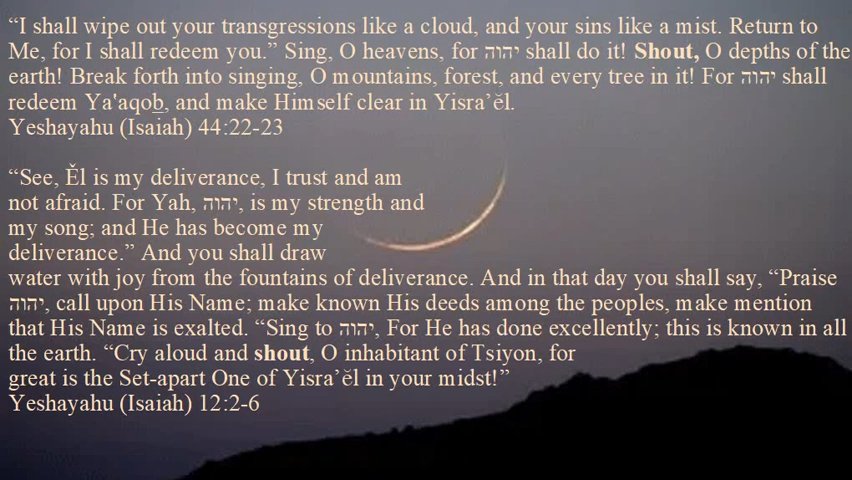 “I shall wipe out your transgressions like a cloud, and your sins like a mist. Return to
Me, for I shall redeem you.” Sing, O heavens, for יהוה shall do it! Shout, O depths of the
earth! Break forth into singing, O mountains, forest, and every tree in it! For יהוה shall
redeem Ya'aqoḇ, and make Himself clear in Yisra’ĕl.
Yeshayahu (Isaiah) 44:22-23
“See, Ĕl is my deliverance, I trust and am
not afraid. For Yah, יהוה, is my strength and
my song; and He has become my
deliverance.” And you shall draw
water with joy from the fountains of deliverance. And in that day you shall say, “Praise
יהוה, call upon His Name; make known His deeds among the peoples, make mention
that His Name is exalted. “Sing to יהוה, For He has done excellently; this is known in all
the earth. “Cry aloud and shout, O inhabitant of Tsiyon, for
great is the Set-apart One of Yisra’ĕl in your midst!”
Yeshayahu (Isaiah) 12:2-6